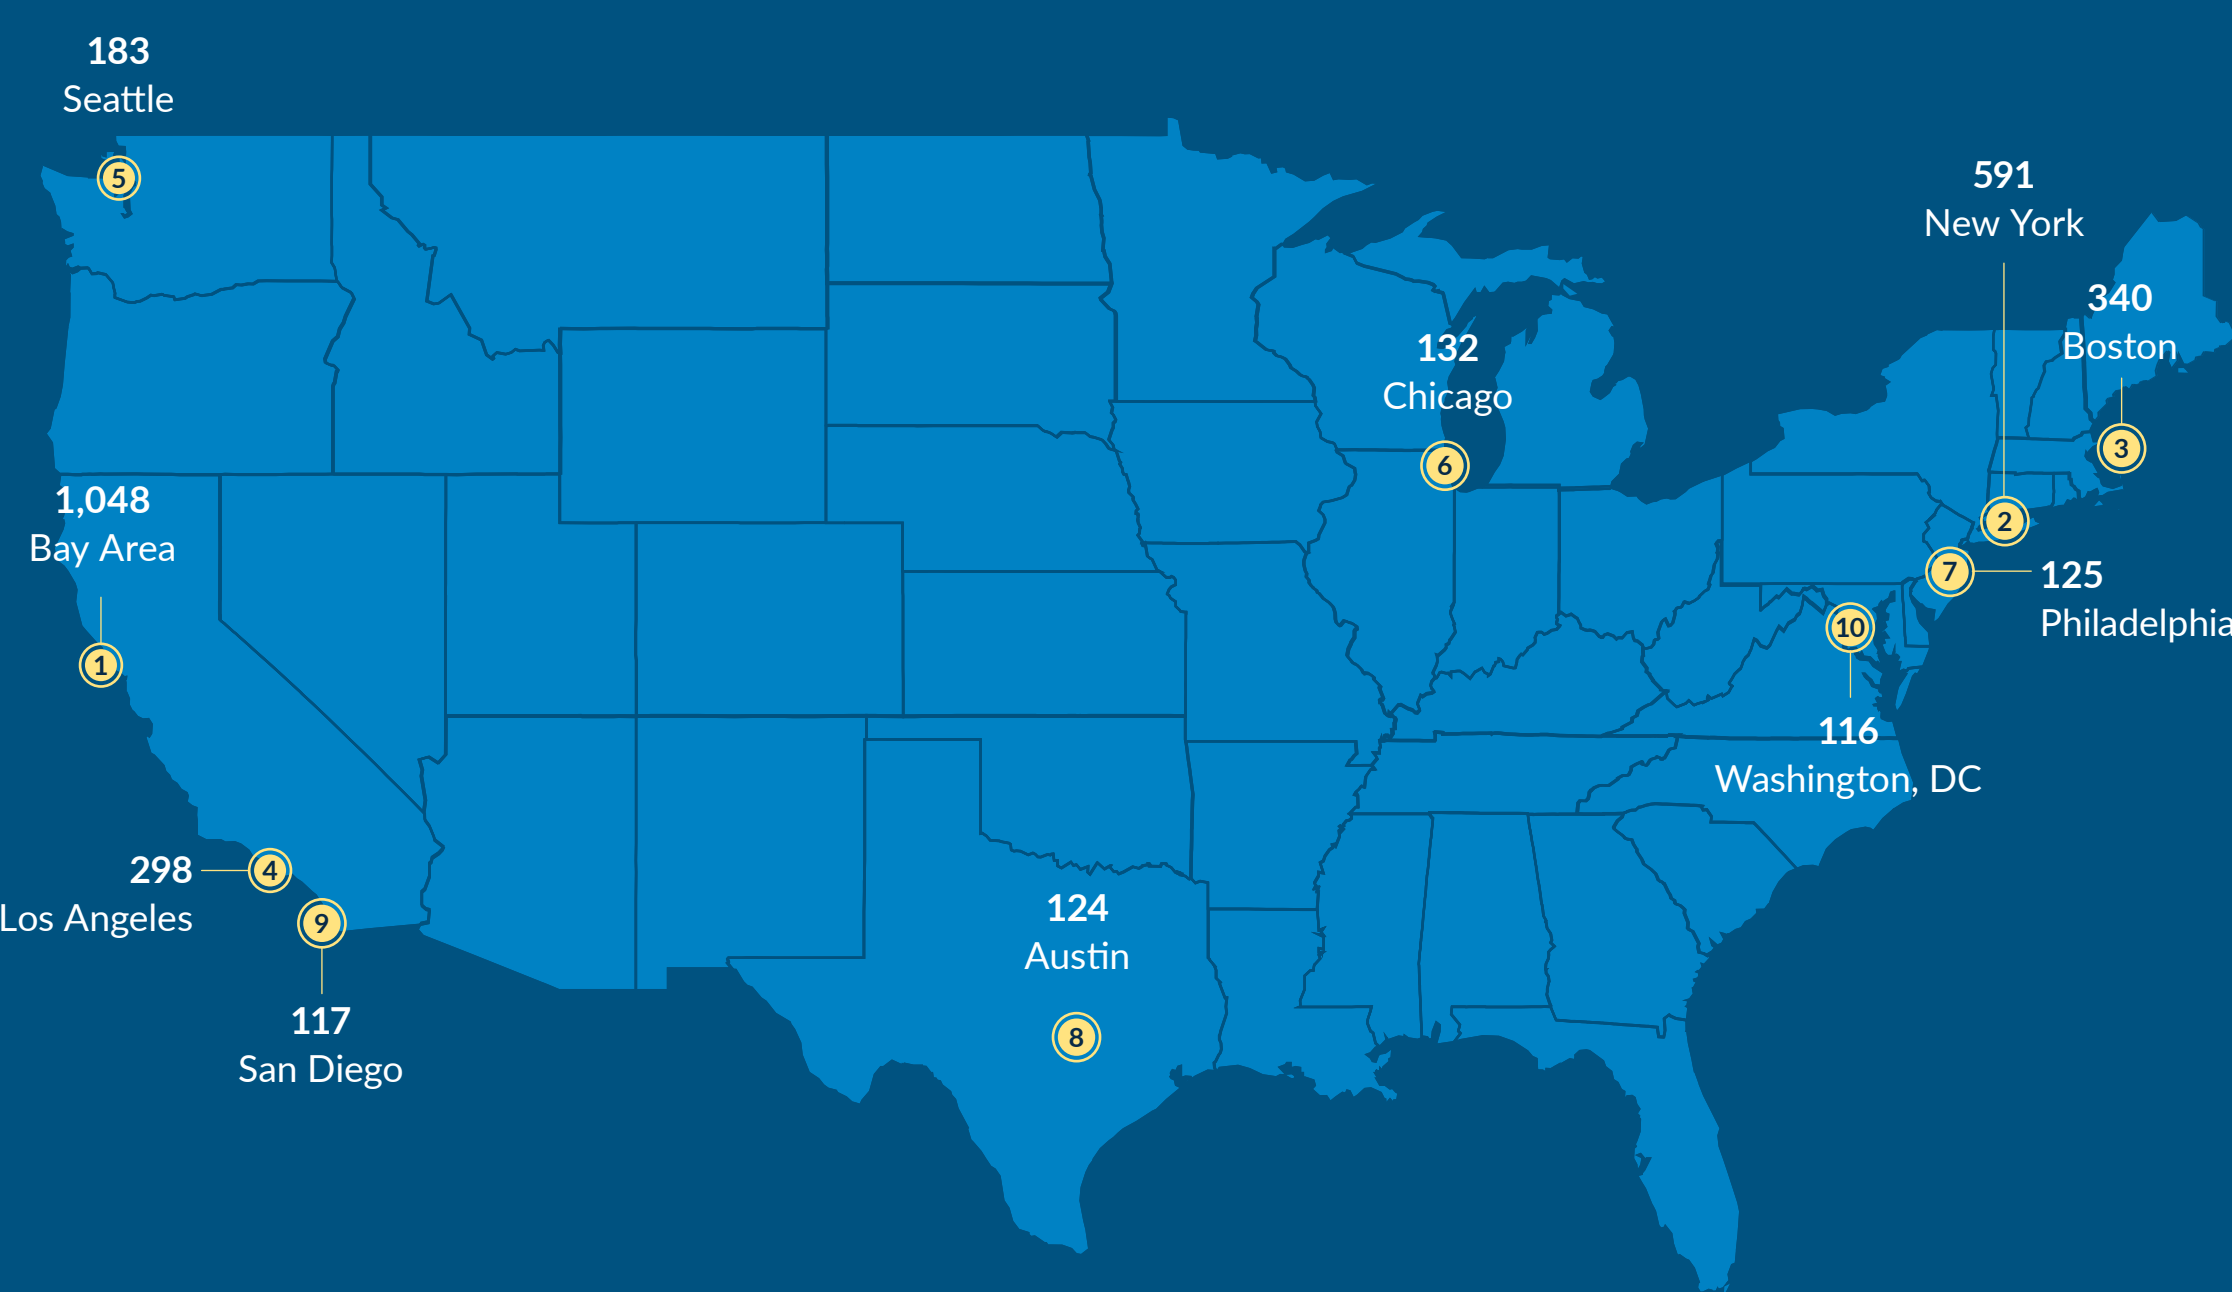 183
Seattle
5
591
New York
340
Boston
132
Chicago
3
6
1,048
Bay Area
2
7
125
Philadelphia
10
1
116
Washington, DC
298
Los Angeles
4
9
124
Austin
117
San Diego
8